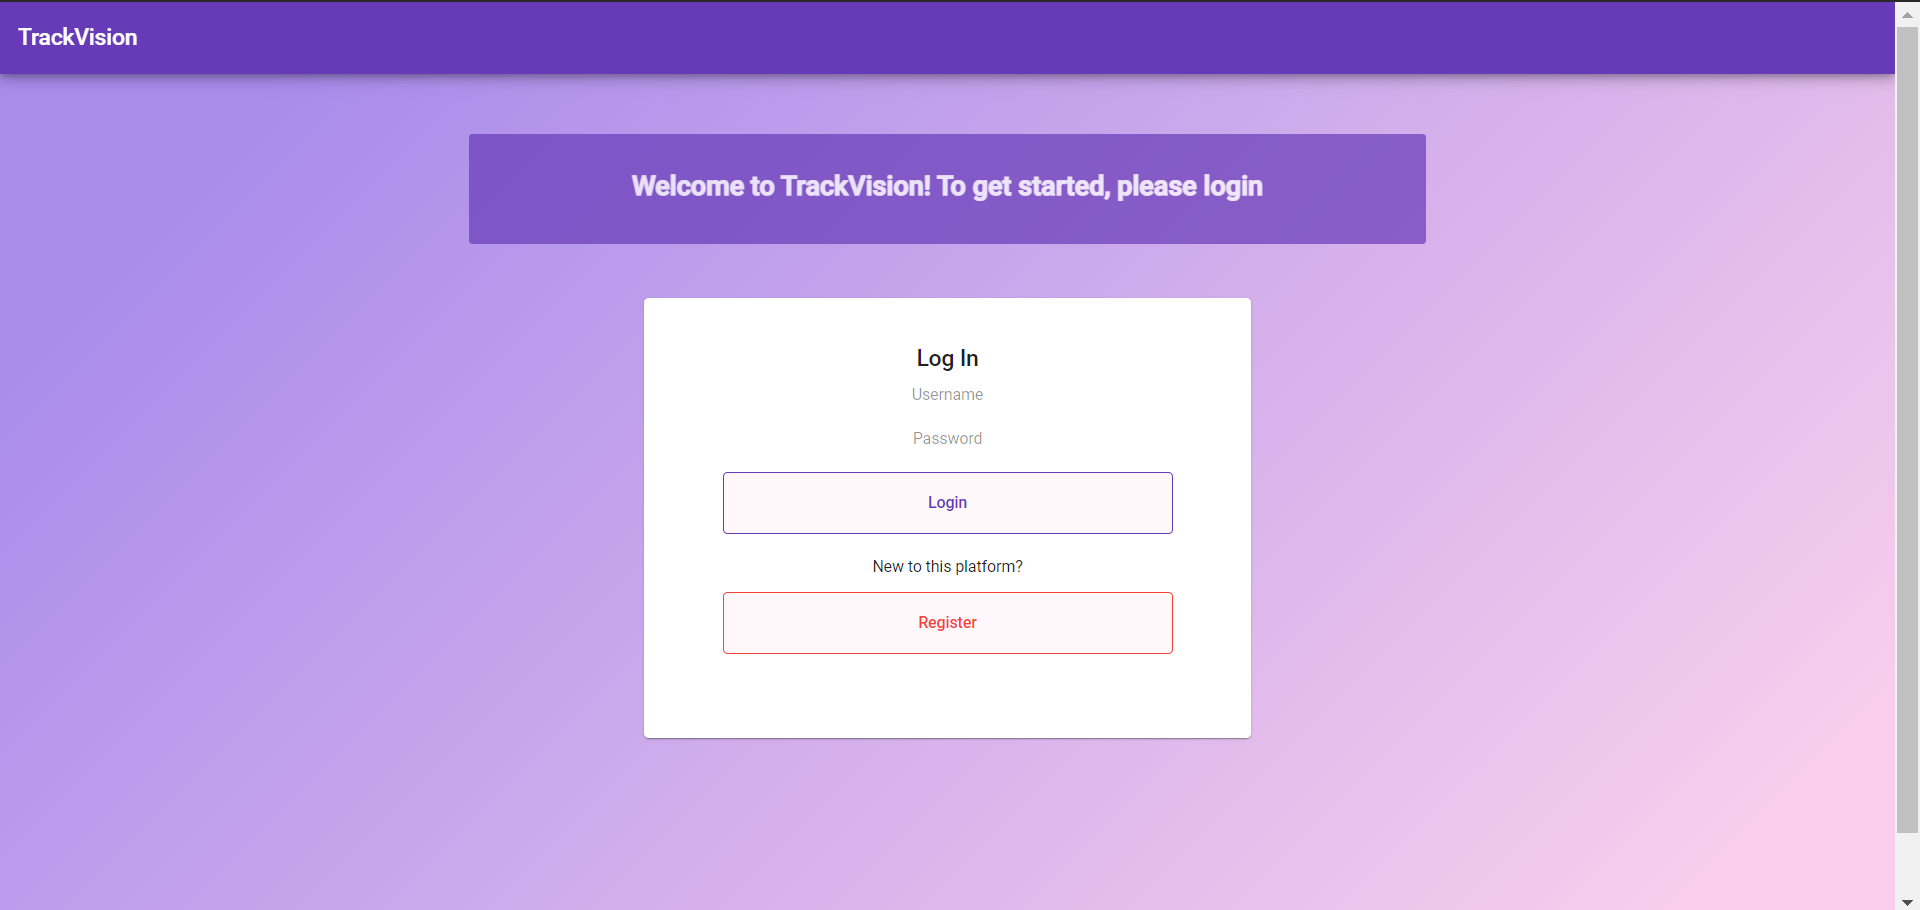 TrackVision
Welcome to TrackVision! To get started, please login
Log In
Username
Password
Login
New to this platform?
Register